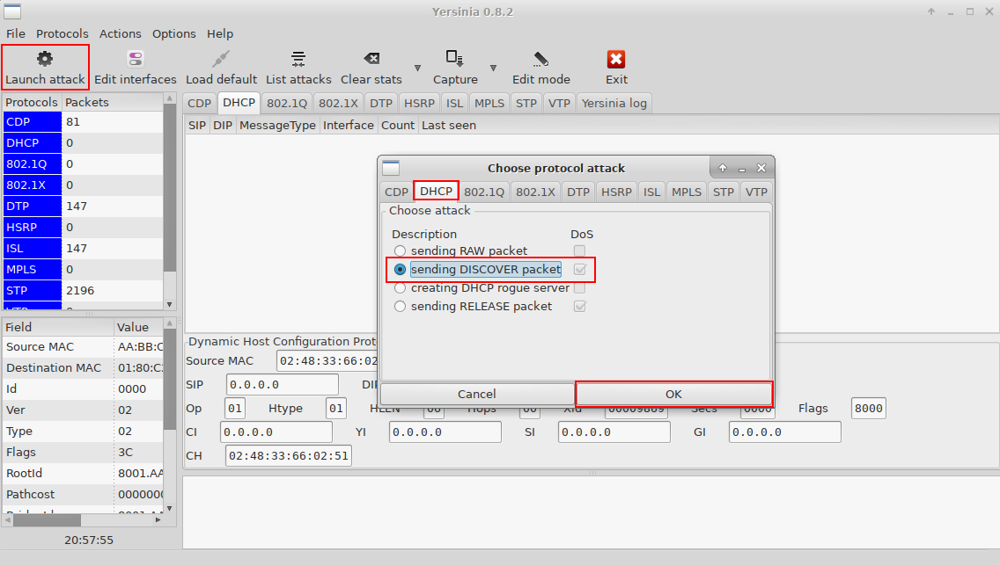 Yersinia 0.8.2
File Protocols Actions Options Help
Launch attack Edit interfaces Load default List attacks Clear stats Capture Edit mode Exit
Protocols Packets
CDP 81
DHCP 0
802.1Q 0
802.1X 0
DTP 147
HSRP 0
ISL 147
MPLS 0
STP 2196
CDP DHCP 802.1Q 802.1X DTP HSRP ISL MPLS STP VTP Yersinia log
SIP DIP MessageType Interface Count Last seen
Choose protocol attack
CDP DHCP 802.1Q 802.1X DTP HSRP ISL MPLS STP VTP
Choose attack
Description DoS
sending RAW packet
sending DISCOVER packet
creating DHCP rogue server
sending RELEASE packet
Cancel OK
Field Value
Source MAC AA:BB:C
Destination MAC 01:80:C2
Id 0000
Ver 02
Type 02
Flags 3C
RootId 8001.AA
Pathcost 0000000
20:57:55
Dynamic Host Configuration Prot
Source MAC 02:48:33:66:02
SIP 0.0.0.0 DIP
Op 01 Htype 01 HLEN 06 Hops 00 Xid 00009869 Secs 0000 Flags 8000
CI 0.0.0.0 YI 0.0.0.0 SI 0.0.0.0 GI 0.0.0.0
CH 02:48:33:66:02:51